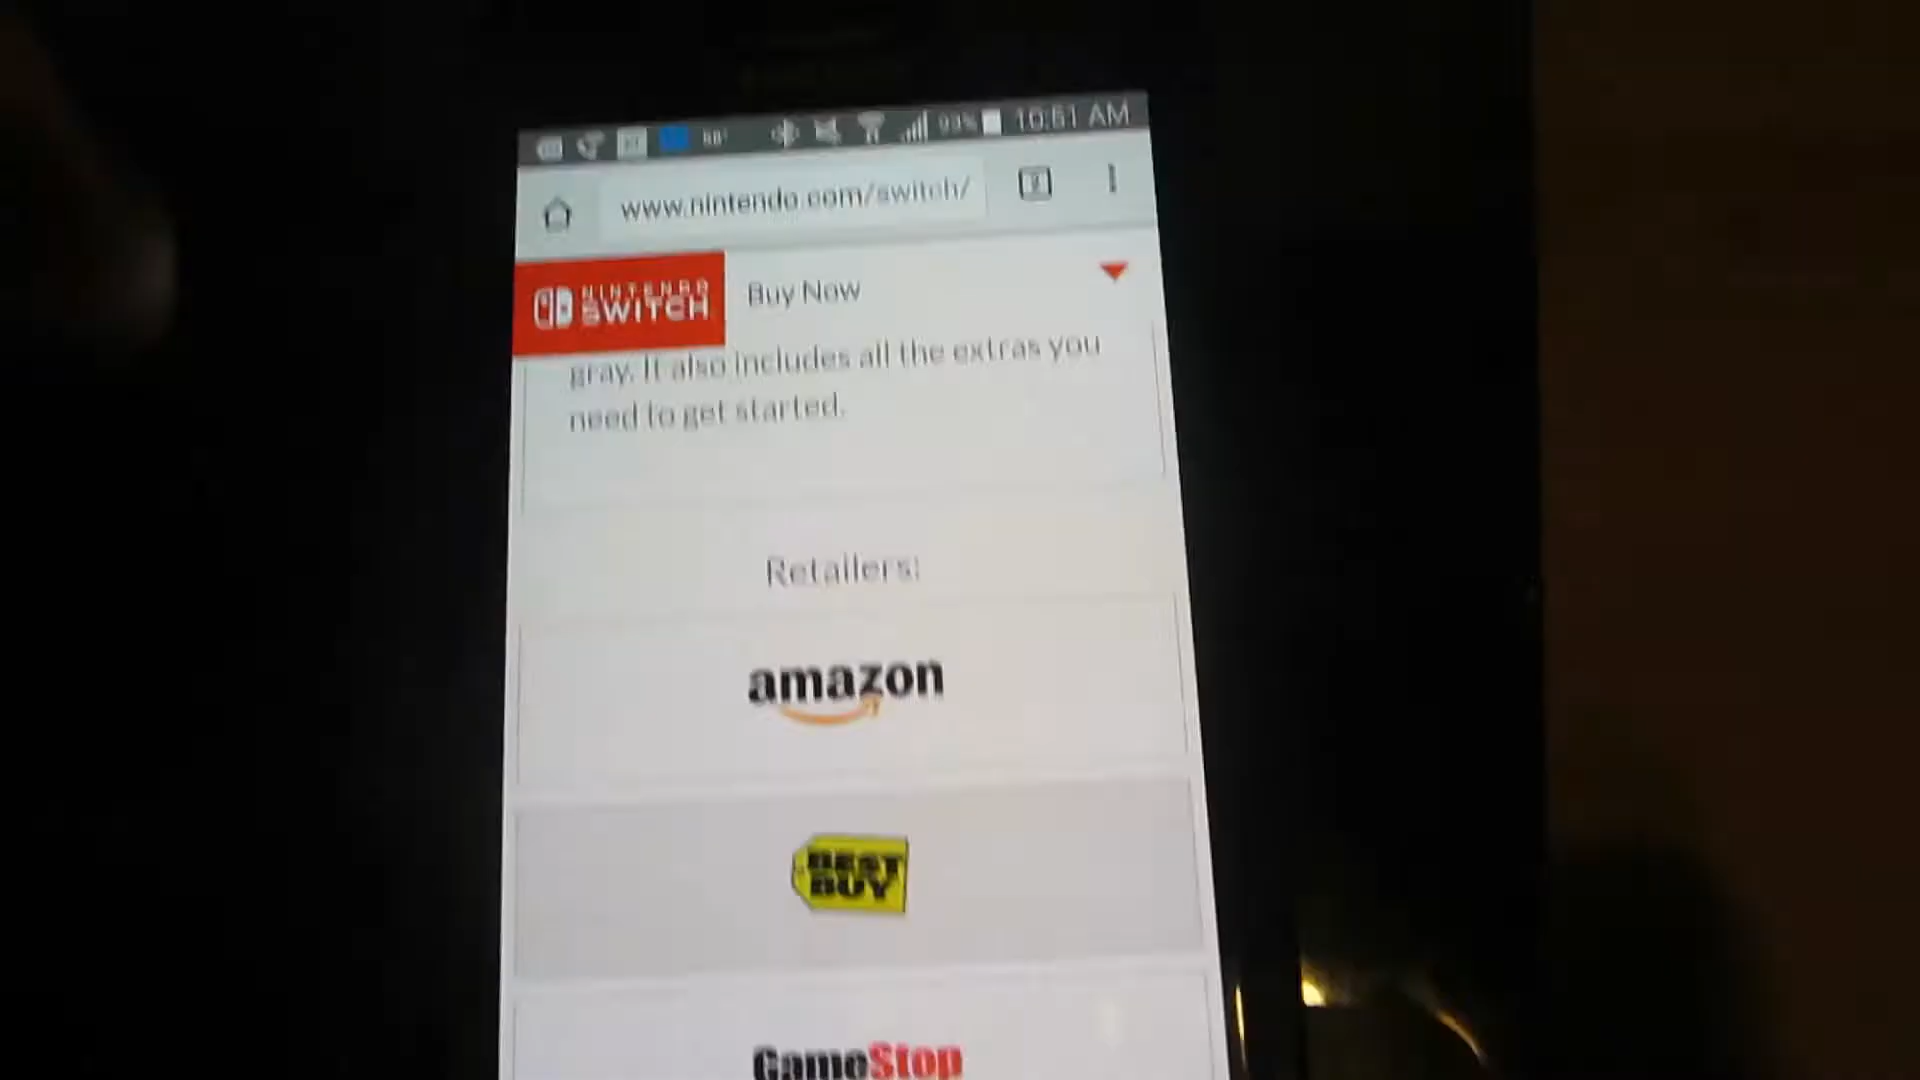 93% 10:51 AM
www.nintendo.com/switch/
NINTENDO
SWITCH
Buy Now
gray. It also includes all the extras you
need to get started.
Retailers:
amazon
BEST
BUY
GameStop